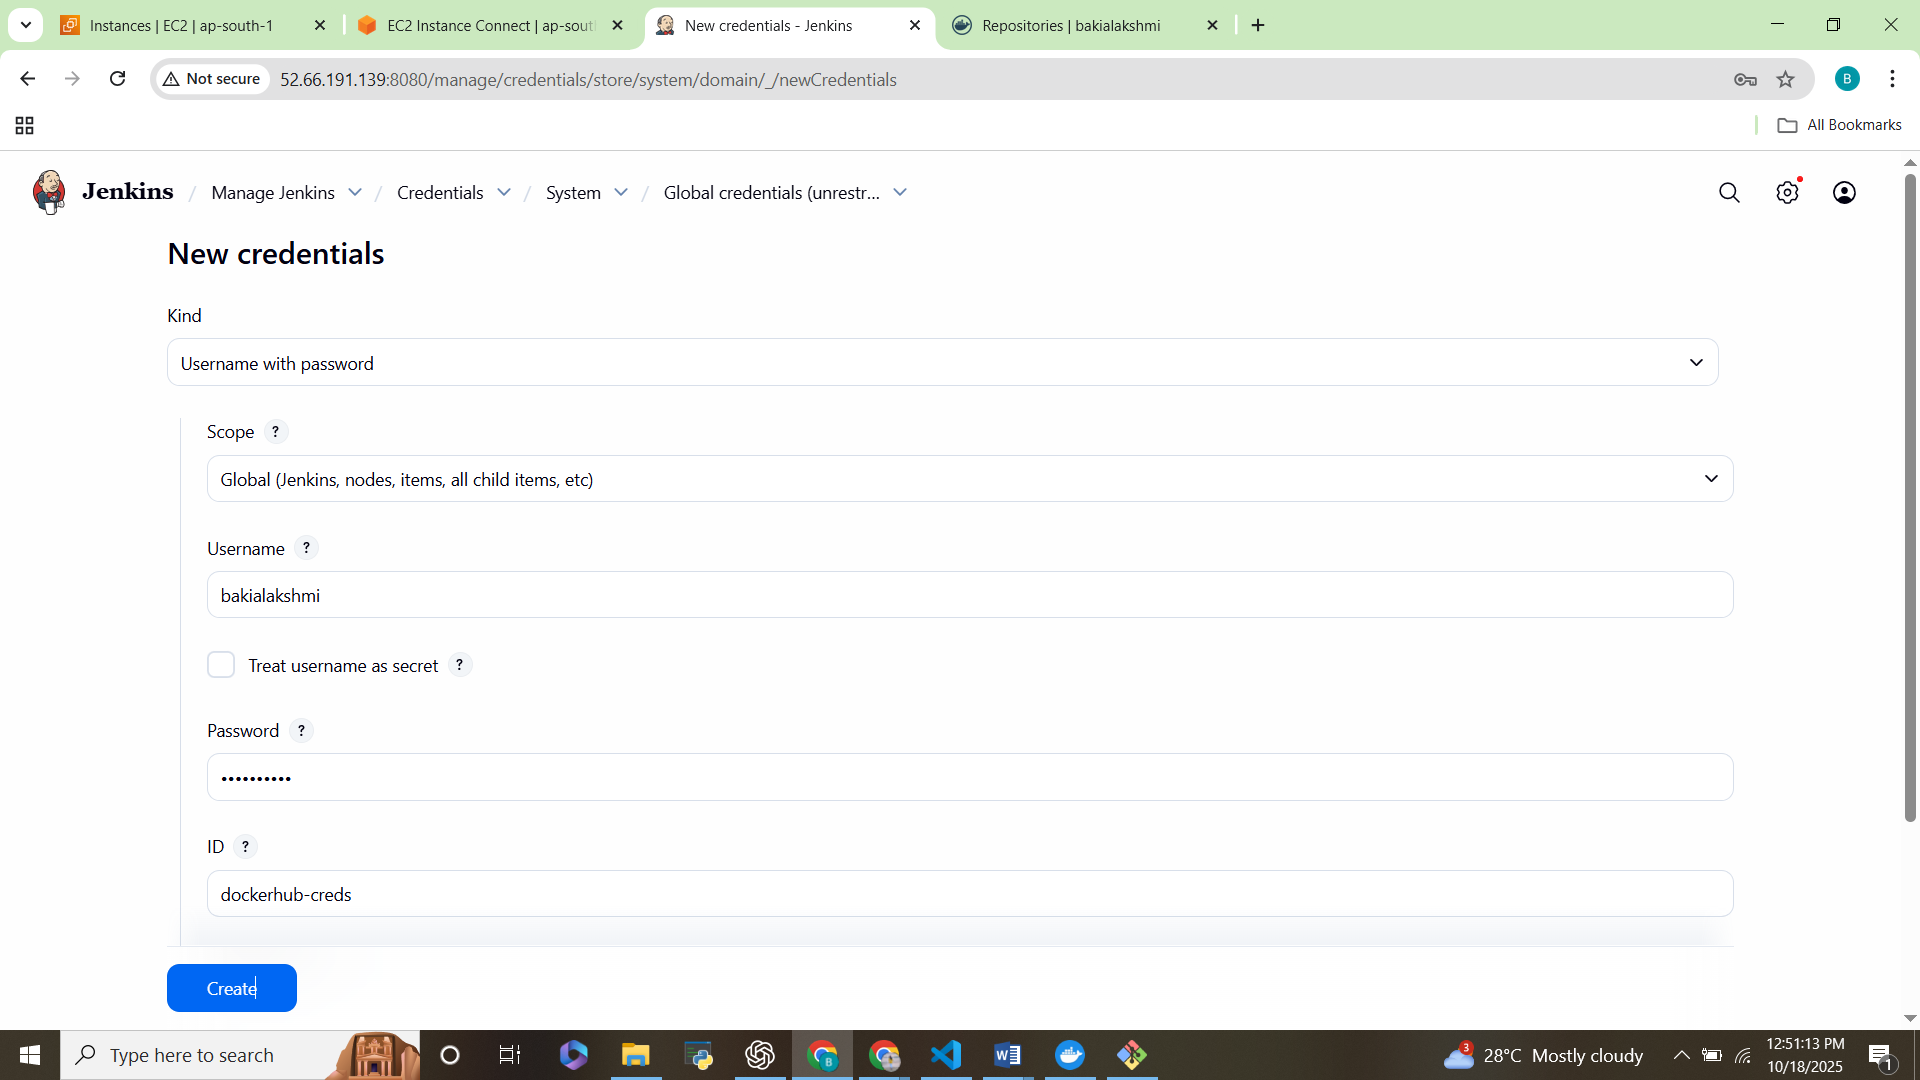 Instances | EC2 | ap-south-1
EC2 Instance Connect | ap-sout
New credentials - Jenkins
Repositories | bakialakshmi
Not secure
52.66.191.139:8080/manage/credentials/store/system/domain/_/newCredentials
B
All Bookmarks
Jenkins / Manage Jenkins / Credentials / System / Global credentials (unrestr...
New credentials
Kind
Username with password
Scope ?
Global (Jenkins, nodes, items, all child items, etc)
Username ?
bakialakshmi
Treat username as secret ?
Password ?
••••••••••
ID ?
dockerhub-creds
Create
Type here to search
B
3
28°C Mostly cloudy
12:51:13 PM
10/18/2025
1